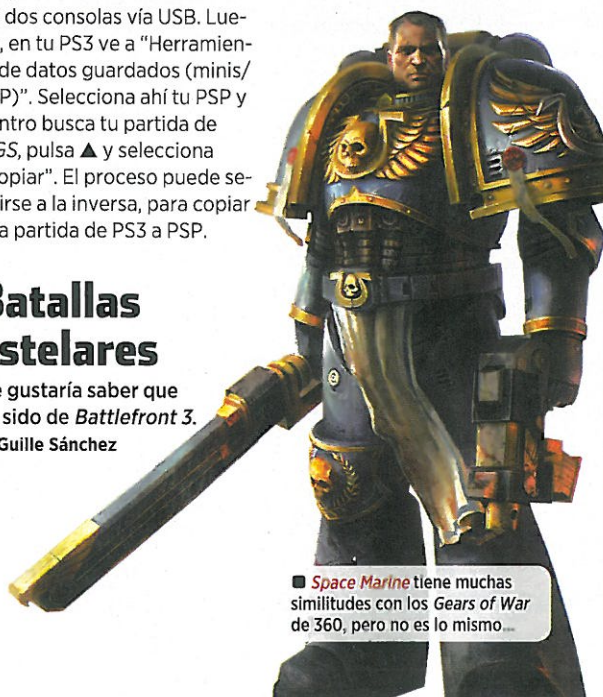 dos consolas vía USB. Lue-
, en tu PS3 ve a "Herramien-
de datos guardados (minis/
P)". Selecciona ahí tu PSP y
ntro busca tu partida de
GS, pulsa ▲ y selecciona
opiar". El proceso puede se-
irse a la inversa, para copiar
a partida de PS3 a PSP.
Batallas
stelares
e gustaría saber que
sido de Battlefront 3.
Guille Sánchez
■ Space Marine tiene muchas
similitudes con los Gears of War
de 360, pero no es lo mismo...